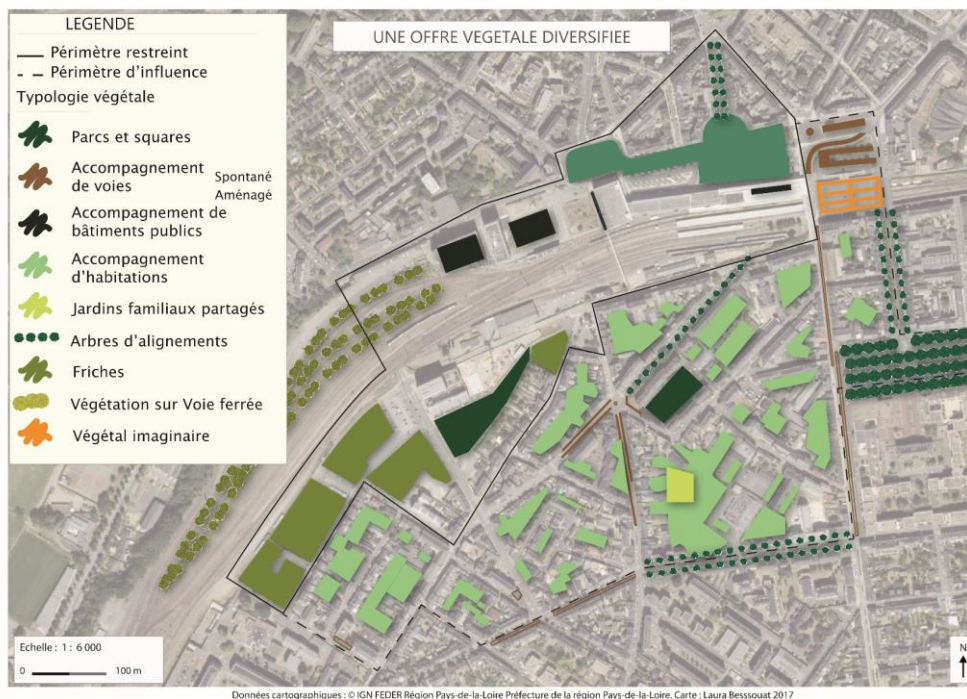 LEGENDE
Périmètre restreint
Périmètre d'influence
Typologie végétale
Parcs et squares
Accompagnement
de voies
Spontané
Aménagé
Accompagnement de
bâtiments publics
Accompagnement
d'habitations
Jardins familiaux partagés
Arbres d'alignements
Friches
Végétation sur Voie ferrée
Végétal imaginaire
UNE OFFRE VEGETALE DIVERSIFIEE
Echelle : 1 : 6 000
0 100 m
N
Données cartographiques : © IGN FEDER Région Pays-de-la-Loire Préfecture de la région Pays-de-la-Loire. Carte : Laura Besssouat 2017